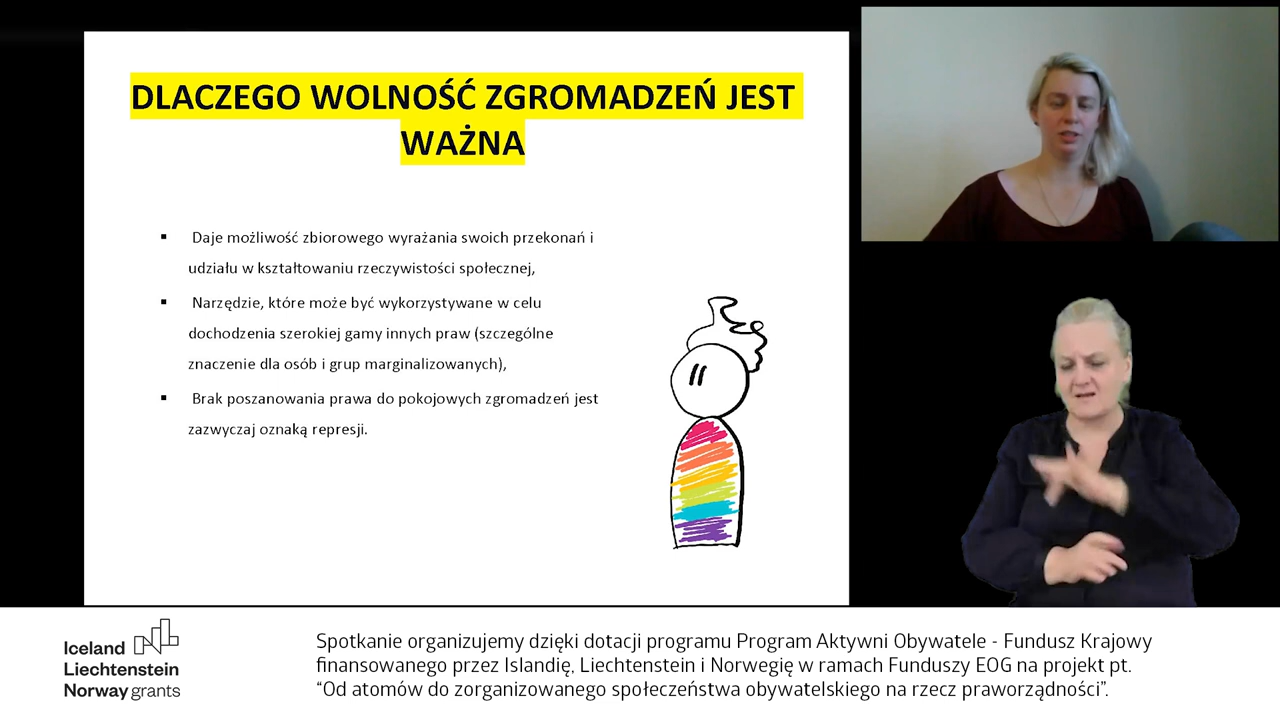 DLACZEGO WOLNOŚĆ ZGROMADZEŃ JEST
WAŻNA
▪ Daje możliwość zbiorowego wyrażania swoich przekonań i
udziału w kształtowaniu rzeczywistości społecznej,
▪ Narzędzie, które może być wykorzystywane w celu
dochodzenia szerokiej gamy innych praw (szczególne
znaczenie dla osób i grup marginalizowanych),
▪ Brak poszanowania prawa do pokojowych zgromadzeń jest
zazwyczaj oznaką represji.
Iceland
Liechtenstein
Norway grants
Spotkanie organizujemy dzięki dotacji programu Program Aktywni Obywatele - Fundusz Krajowy
finansowanego przez Islandię, Liechtenstein i Norwegię w ramach Funduszy EOG na projekt pt.
“Od atomów do zorganizowanego społeczeństwa obywatelskiego na rzecz praworządności”.